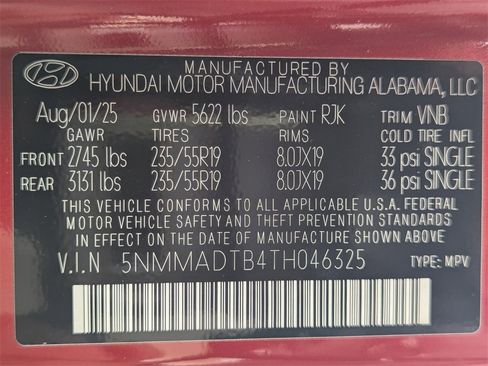 MANUFACTURED BY
HYUNDAI MOTOR MANUFACTURING ALABAMA, LLC
Aug/01/25 GVWR 5622 lbs PAINT RJK TRIM VNB
GAWR TIRES RIMS COLD TIRE INFL
FRONT 2745 lbs 235/55R19 8.0JX19 33 psi SINGLE
REAR 3131 lbs 235/55R19 8.0JX19 36 psi SINGLE
THIS VEHICLE CONFORMS TO ALL APPLICABLE U.S.A. FEDERAL
MOTOR VEHICLE SAFETY AND THEFT PREVENTION STANDARDS
IN EFFECT ON THE DATE OF MANUFACTURE SHOWN ABOVE.
V.I.N 5NMMADTB4TH046325 TYPE: MPV